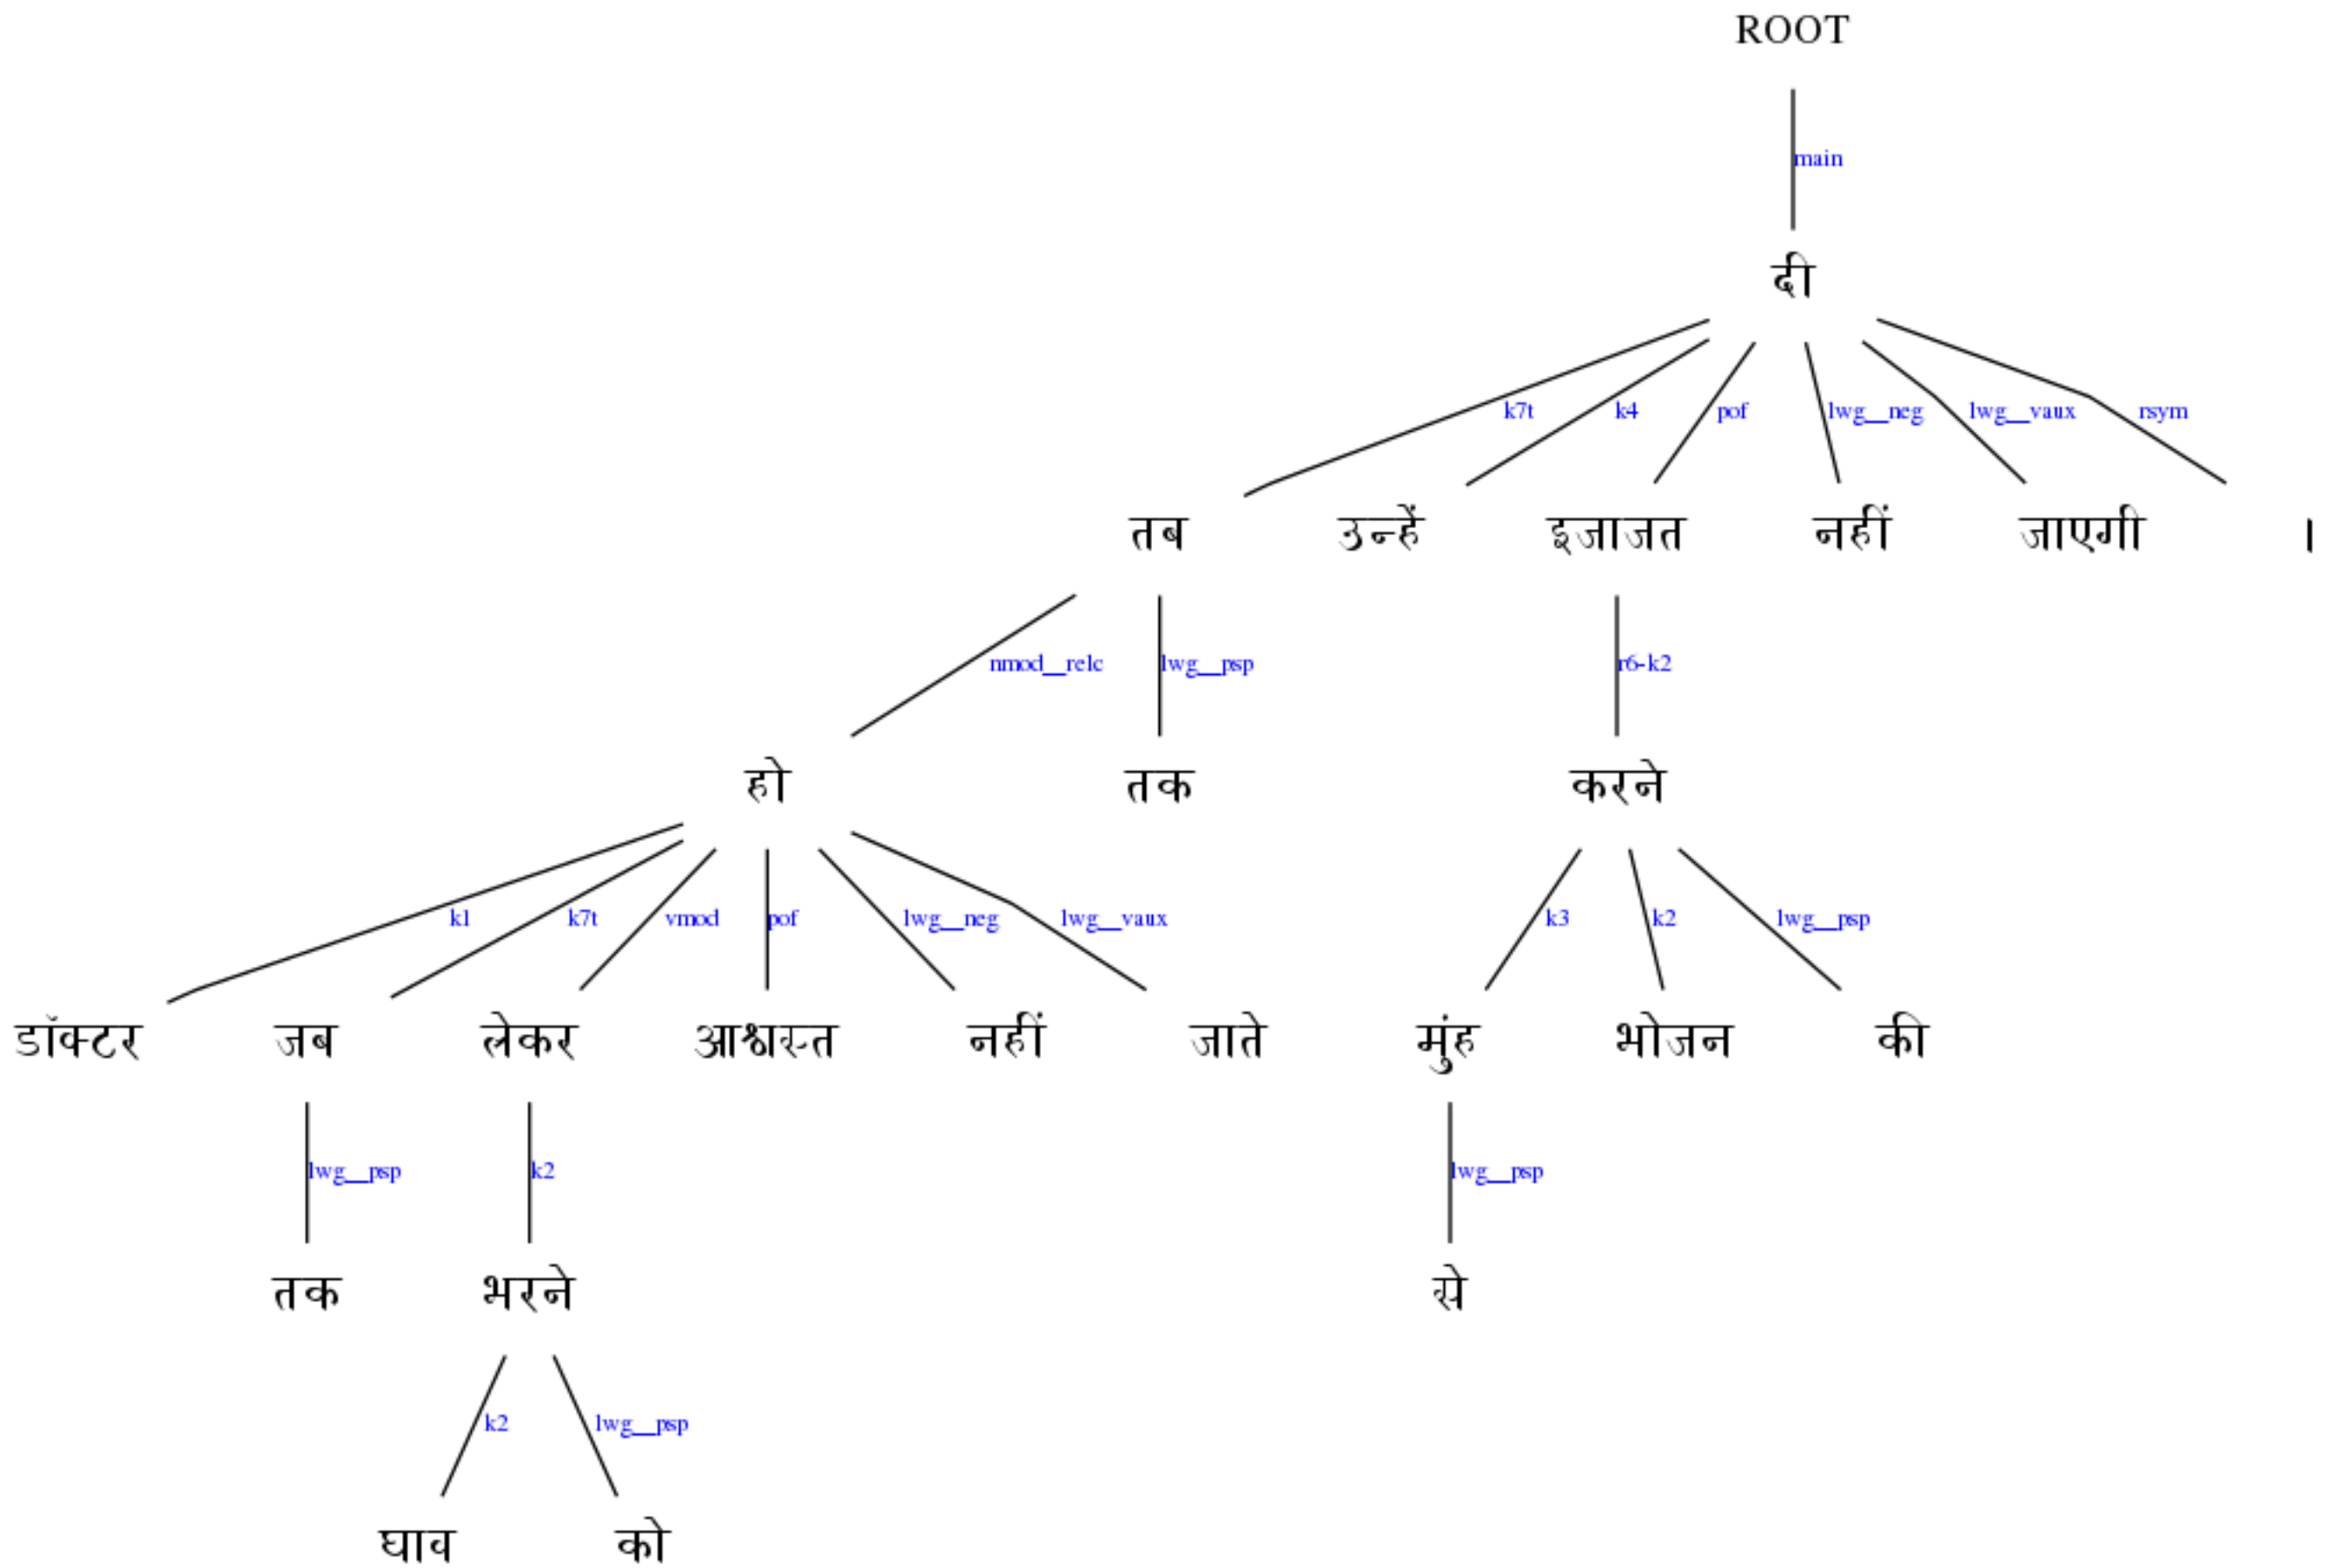 ROOT
main
दी
k7t k4 pof lwg__neg lwg__vaux rsym
तब उन्हें इजाजत नहीं जाएगी ।
nmod__relc lwg__psp r6-k2
हो तक करने
k1 k7t vmod pof lwg__neg lwg__vaux k3 k2 lwg__psp
डॉक्टर जब लेकर आश्वस्त नहीं जाते मुंह भोजन की
lwg__psp k2 lwg__psp
तक भरने से
k2 lwg__psp
घाव को